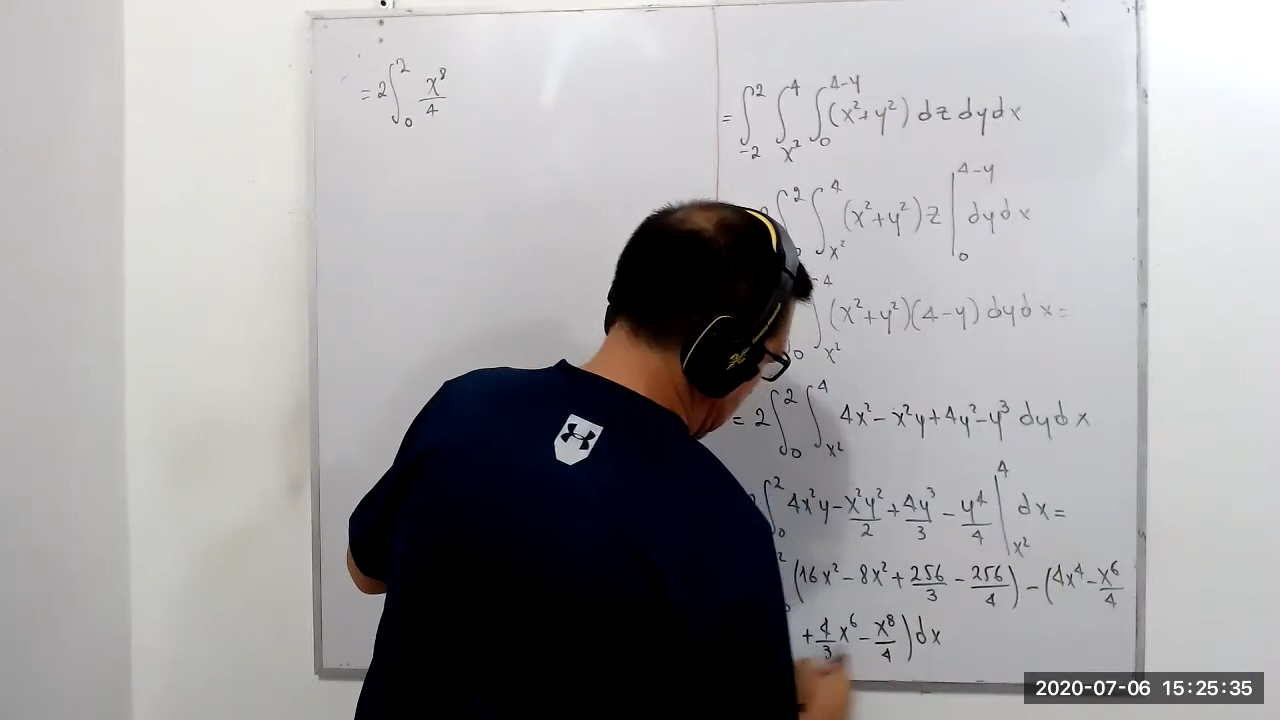 = 2∫₀² x⁸/4
= ∫₋₂² ∫ₓ²⁴ ∫₀⁴⁻ʸ (x²+y²) dz dy dx
∫² ∫ₓ²⁴ (x²+y²) z |₀⁴⁻ʸ dy dx
∫ₓ²⁴ (x²+y²)(4-y) dy dx =
= 2∫₀² ∫ₓ²⁴ 4x² - x²y + 4y² - y³ dy dx
∫₀² 4x²y - x²y²/2 + 4y³/3 - y⁴/4 |ₓ²⁴ dx =
(16x² - 8x² + 256/3 - 256/4) - (4x⁴ - x⁶/4
+ 4/3 x⁶ - x⁸/4) dx
2020-07-06 15:25:35